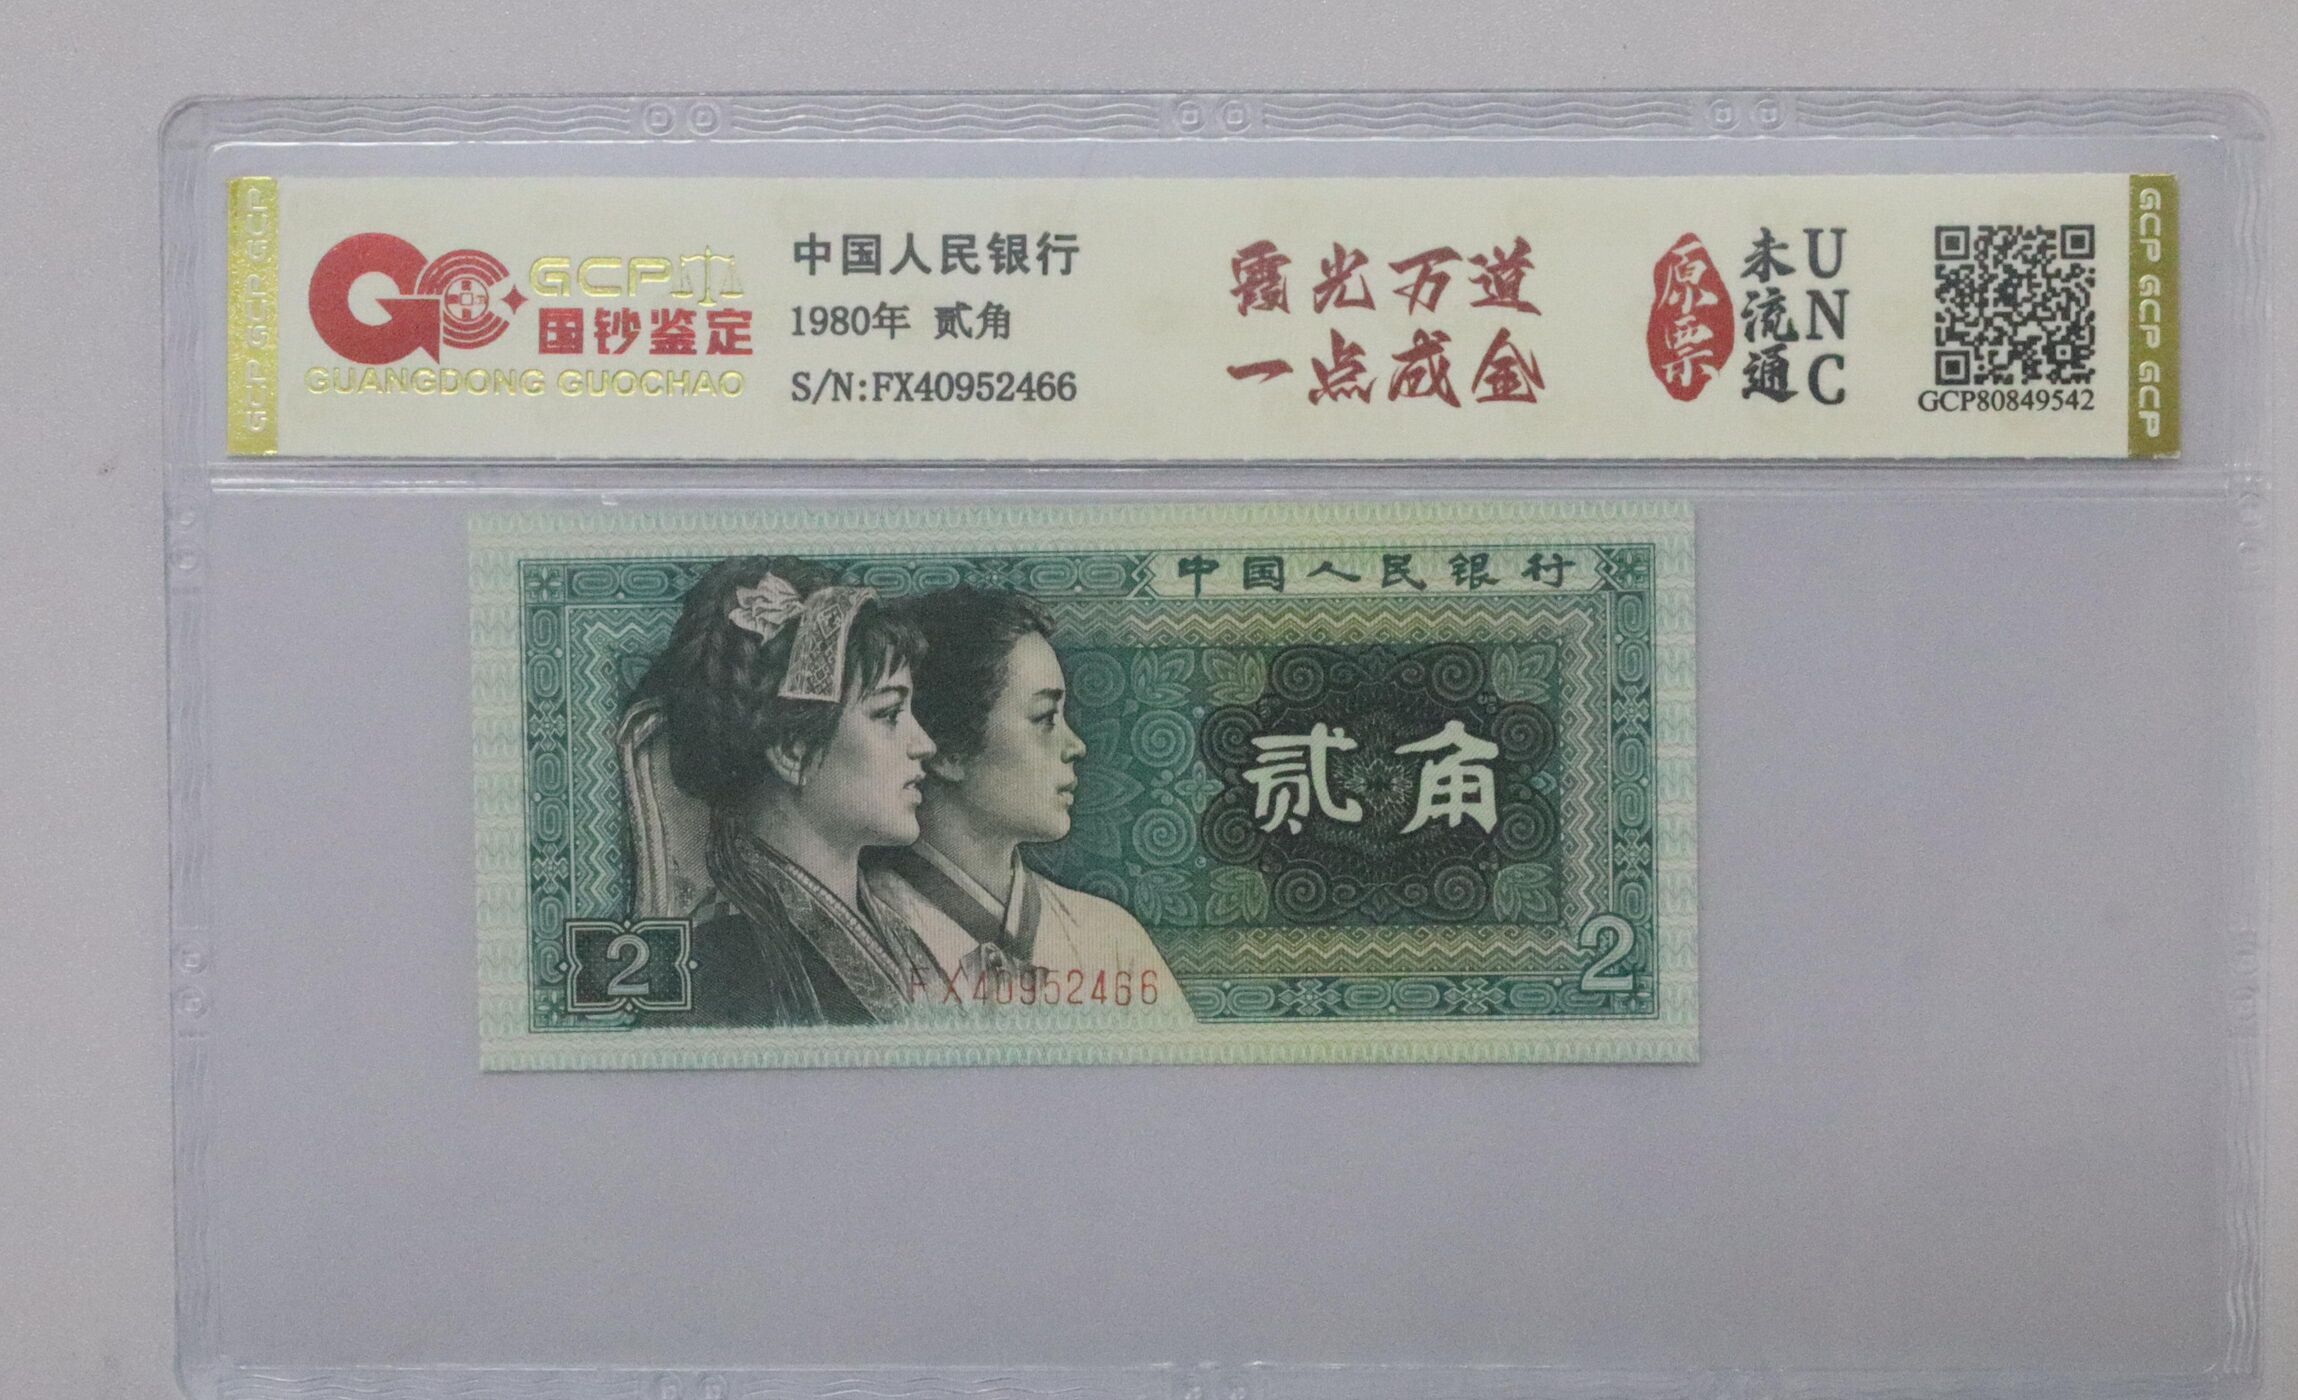 GCP GCP GCP GCP
GCP
国钞鉴定
GUANGDONG GUOCHAO
中国人民银行
1980年 贰角
S/N:FX40952466
霞光万道
一点成金
原票
未流通
UNC
GCP80849542
GCP GCP GCP
中国人民银行
贰角
2
FX40952466
2